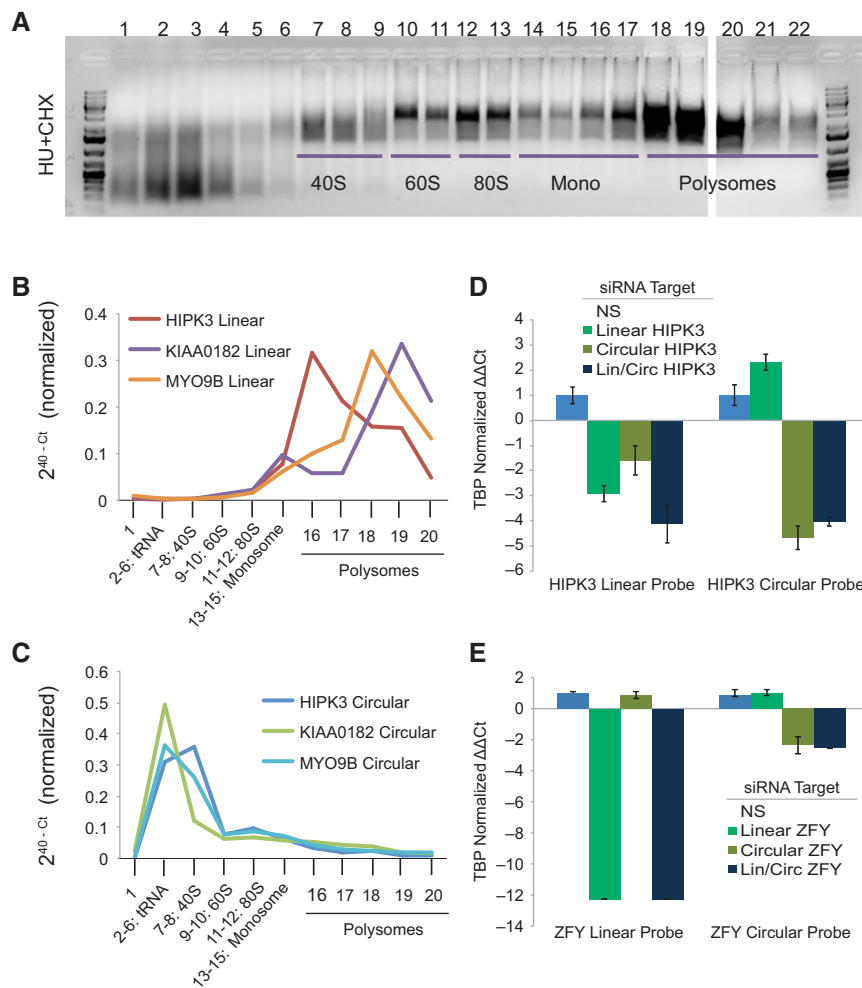 A
1 2 3 4 5 6 7 8 9 10 11 12 13 14 15 16 17 18 19 20 21 22
HU+CHX
40S 60S 80S Mono Polysomes
B
2^40 - Ct (normalized)
0.4
0.3
0.2
0.1
0
HIPK3 Linear
KIAA0182 Linear
MYO9B Linear
1
2-6: tRNA
7-8: 40S
9-10: 60S
11-12: 80S
13-15: Monosome
16 17 18 19 20
Polysomes
C
2^40 - Ct (normalized)
0.6
0.5
0.4
0.3
0.2
0.1
0
HIPK3 Circular
KIAA0182 Circular
MYO9B Circular
1
2-6: tRNA
7-8: 40S
9-10: 60S
11-12: 80S
13-15: Monosome
16 17 18 19 20
Polysomes
D
TBP Normalized ΔΔCt
4
3
2
1
0
–1
–2
–3
–4
–5
–6
siRNA Target
NS
Linear HIPK3
Circular HIPK3
Lin/Circ HIPK3
HIPK3 Linear Probe HIPK3 Circular Probe
E
TBP Normalized ΔΔCt
2
0
–2
–4
–6
–8
–10
–12
–14
siRNA Target
NS
Linear ZFY
Circular ZFY
Lin/Circ ZFY
ZFY Linear Probe ZFY Circular Probe